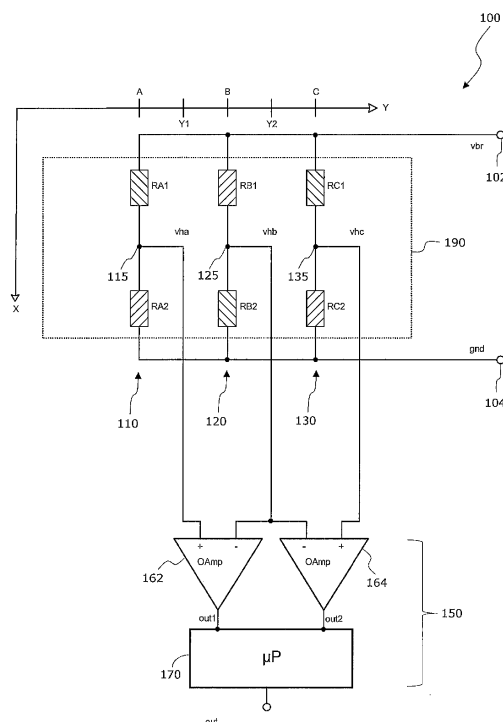 100
A B C
Y
Y1 Y2
vbr
102
RA1 RB1 RC1
vha vhb vhc
190
115 125 135
X
RA2 RB2 RC2
gnd
104
110 120 130
+ - - +
OAmp OAmp
162 164
150
out1 out2
µP
170
out